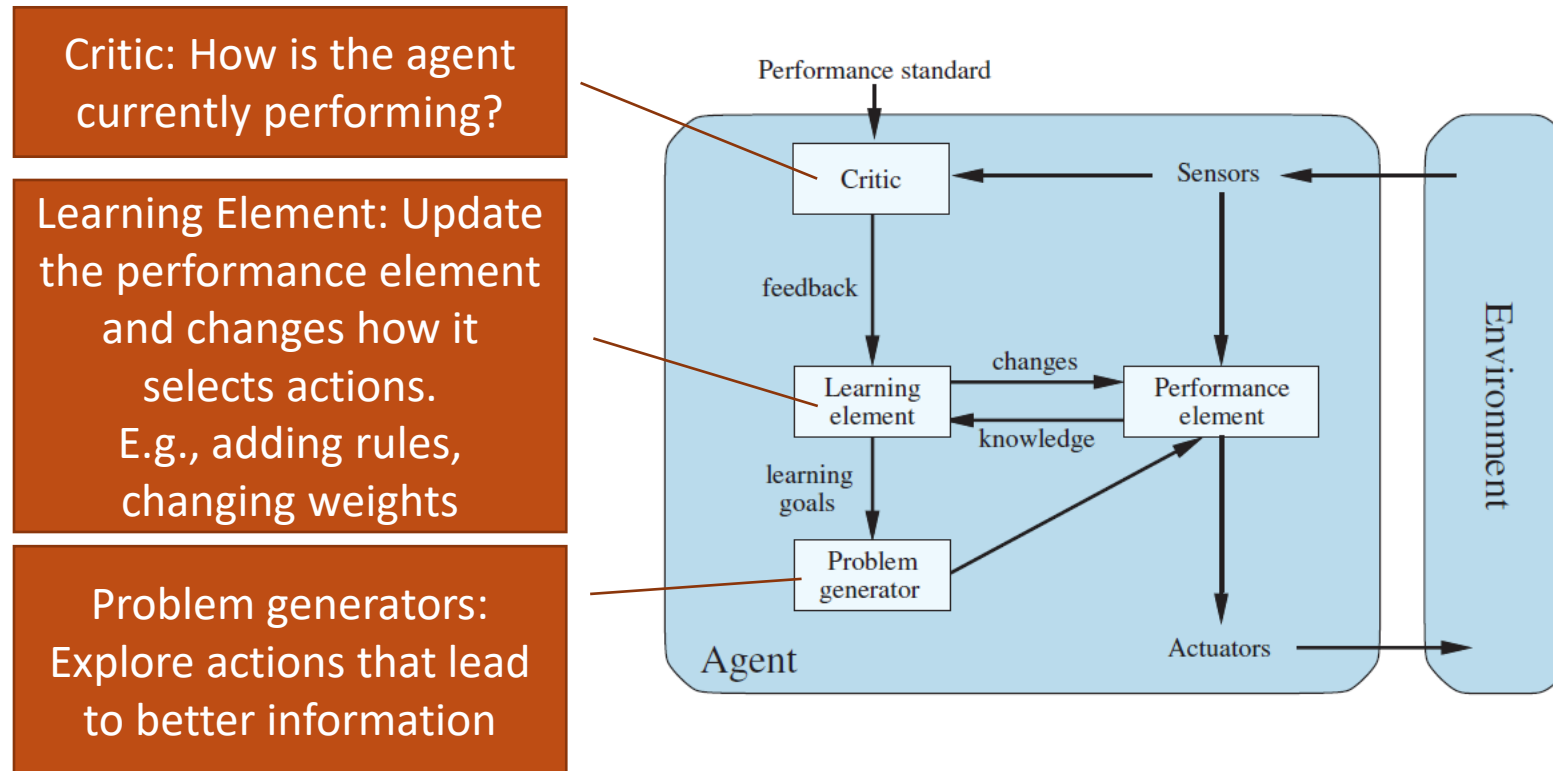 Critic: How is the agent
currently performing?
Learning Element: Update
the performance element
and changes how it
selects actions.
E.g., adding rules,
changing weights
Problem generators:
Explore actions that lead
to better information
Performance standard
Critic
Sensors
feedback
changes
Learning
element
Performance
element
knowledge
learning
goals
Problem
generator
Agent
Actuators
Environment